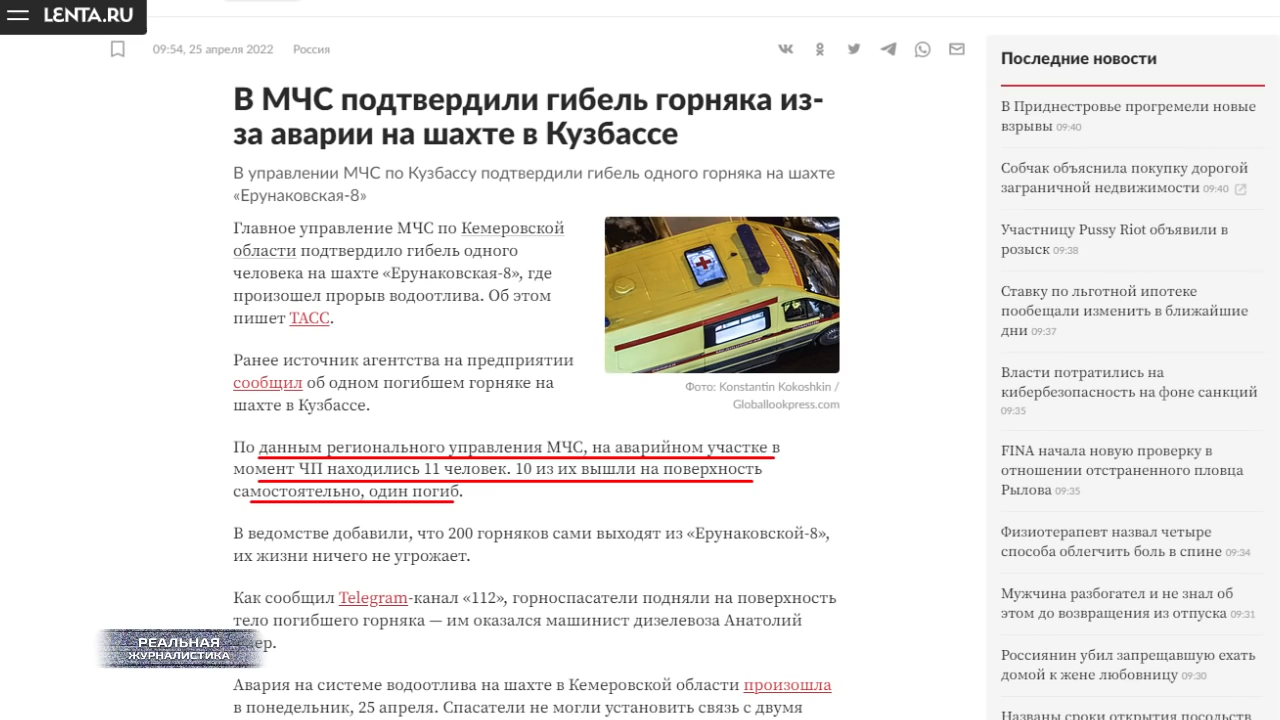 LENTA.RU
09:54, 25 апреля 2022 Россия
В МЧС подтвердили гибель горняка из-
за аварии на шахте в Кузбассе
В управлении МЧС по Кузбассу подтвердили гибель одного горняка на шахте
«Ерунаковская-8»
Главное управление МЧС по Кемеровской
области подтвердило гибель одного
человека на шахте «Ерунаковская-8», где
произошел прорыв водоотлива. Об этом
пишет ТАСС.
Ранее источник агентства на предприятии
сообщил об одном погибшем горняке на
шахте в Кузбассе.
Фото: Konstantin Kokoshkin /
Globallookpress.com
По данным регионального управления МЧС, на аварийном участке в
момент ЧП находились 11 человек. 10 из их вышли на поверхность
самостоятельно, один погиб.
В ведомстве добавили, что 200 горняков сами выходят из «Ерунаковской-8»,
их жизни ничего не угрожает.
Как сообщил Telegram-канал «112», горноспасатели подняли на поверхность
тело погибшего горняка — им оказался машинист дизелевоза Анатолий
РЕАЛЬНАЯ
ЖУРНАЛИСТИКА
Авария на системе водоотлива на шахте в Кемеровской области произошла
в понедельник, 25 апреля. Спасатели не могли установить связь с двумя
Последние новости
В Приднестровье прогремели новые
взрывы 09:40
Собчак объяснила покупку дорогой
заграничной недвижимости 09:40
Участницу Pussy Riot объявили в
розыск 09:38
Ставку по льготной ипотеке
пообещали изменить в ближайшие
дни 09:37
Власти потратились на
кибербезопасность на фоне санкций
09:35
FINA начала новую проверку в
отношении отстраненного пловца
Рылова 09:35
Физиотерапевт назвал четыре
способа облегчить боль в спине 09:34
Мужчина разбогател и не знал об
этом до возвращения из отпуска 09:31
Россиянин убил запрещавшую ехать
домой к жене любовницу 09:30
Названы сроки открытия посольств